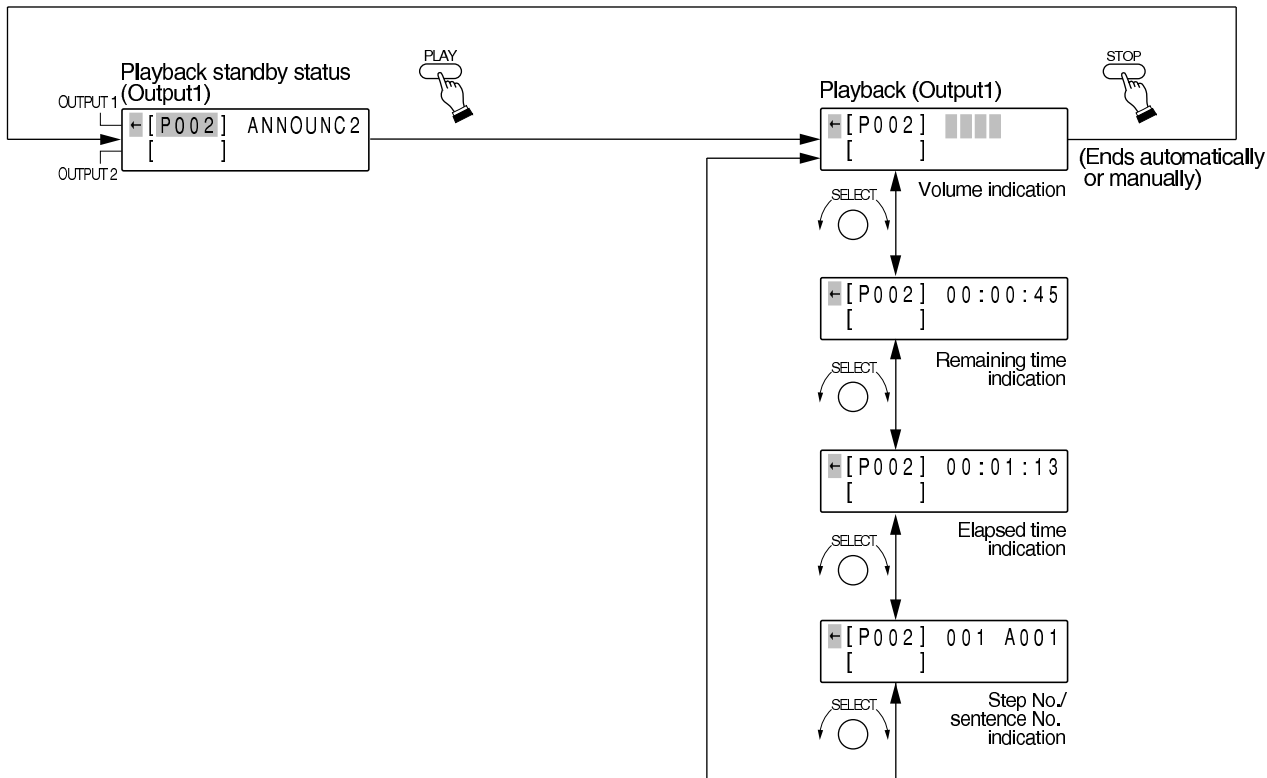 Playback standby status
(Output1)
OUTPUT 1
←[P002] ANNOUNC2
[ ]
OUTPUT 2
PLAY
Playback (Output1)
←[P002]
[ ]
STOP
(Ends automatically
or manually)
Volume indication
SELECT
←[P002] 00:00:45
[ ]
Remaining time
indication
SELECT
←[P002] 00:01:13
[ ]
Elapsed time
indication
SELECT
←[P002] 001 A001
[ ]
Step No./
sentence No.
indication
SELECT